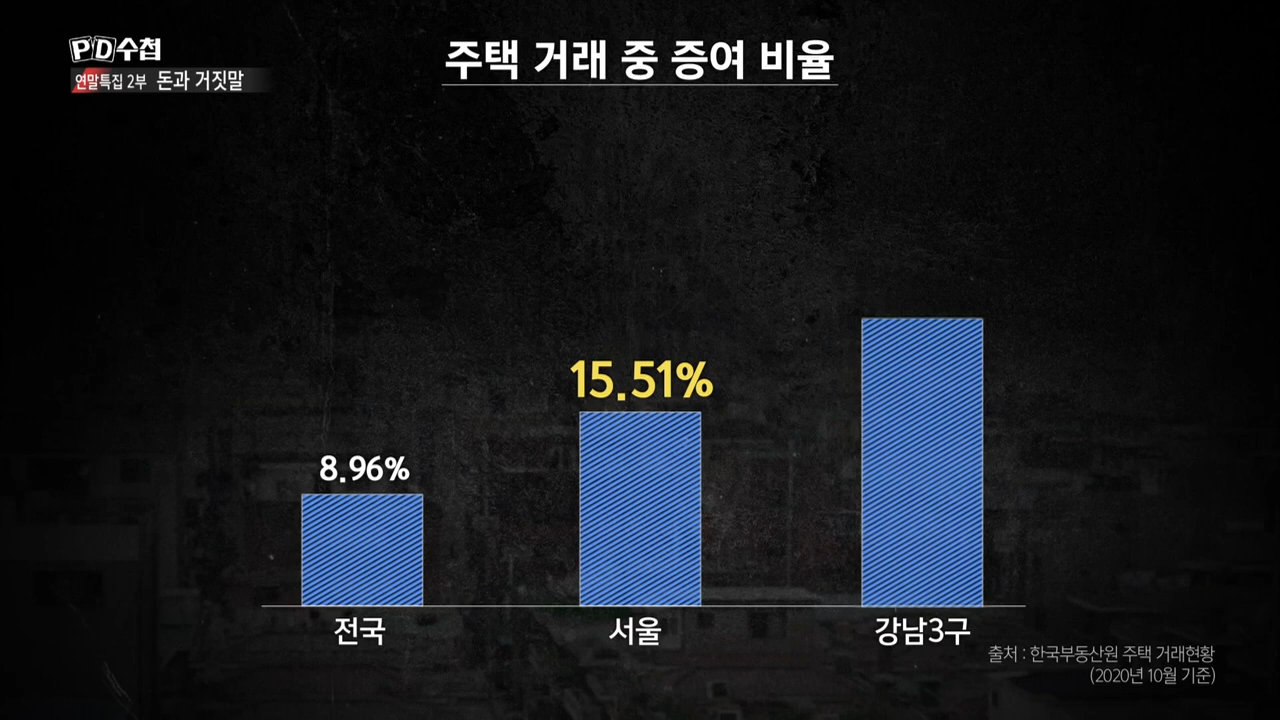 PD수첩
연말특집 2부 돈과 거짓말
주택 거래 중 증여 비율
8.96%
15.51%
전국
서울
강남3구
출처 : 한국부동산원 주택 거래현황
(2020년 10월 기준)